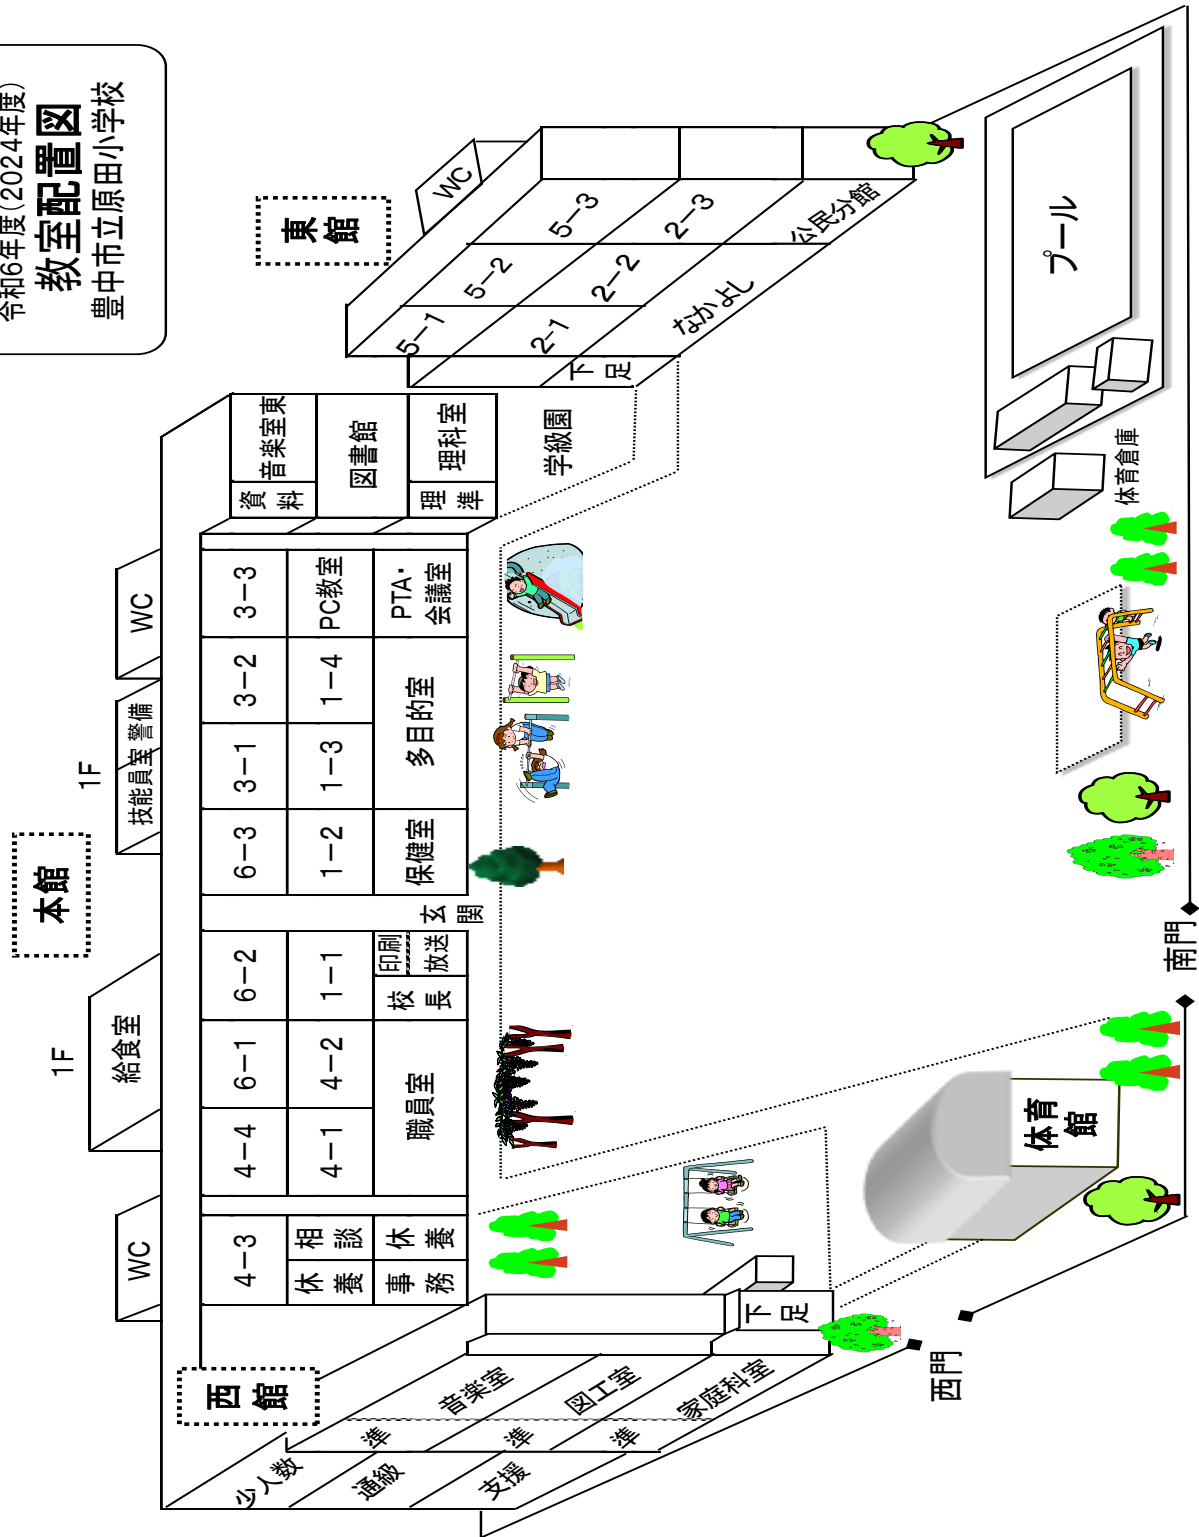 令和6年度(2024年度)
教室配置図
豊中市立原田小学校
本館
1F
1F
WC
給食室
技能員室
警備
WC
4－3
4－4
6－1
6－2
6－3
3－1
3－2
3－3
資料
音楽室東
休養
相談
4－1
4－2
1－1
1－2
1－3
1－4
PC教室
図書館
事務
休養
職員室
校長
印刷
放送
玄関
保健室
多目的室
PTA・
会議室
理準
理科室
学級園
東館
WC
5－1
5－2
5－3
2－1
2－2
2－3
下足
なかよし
公民分館
西館
少人数
準
音楽室
通級
準
図工室
支援
準
家庭科室
下足
西門
体育館
南門
体育倉庫
プール